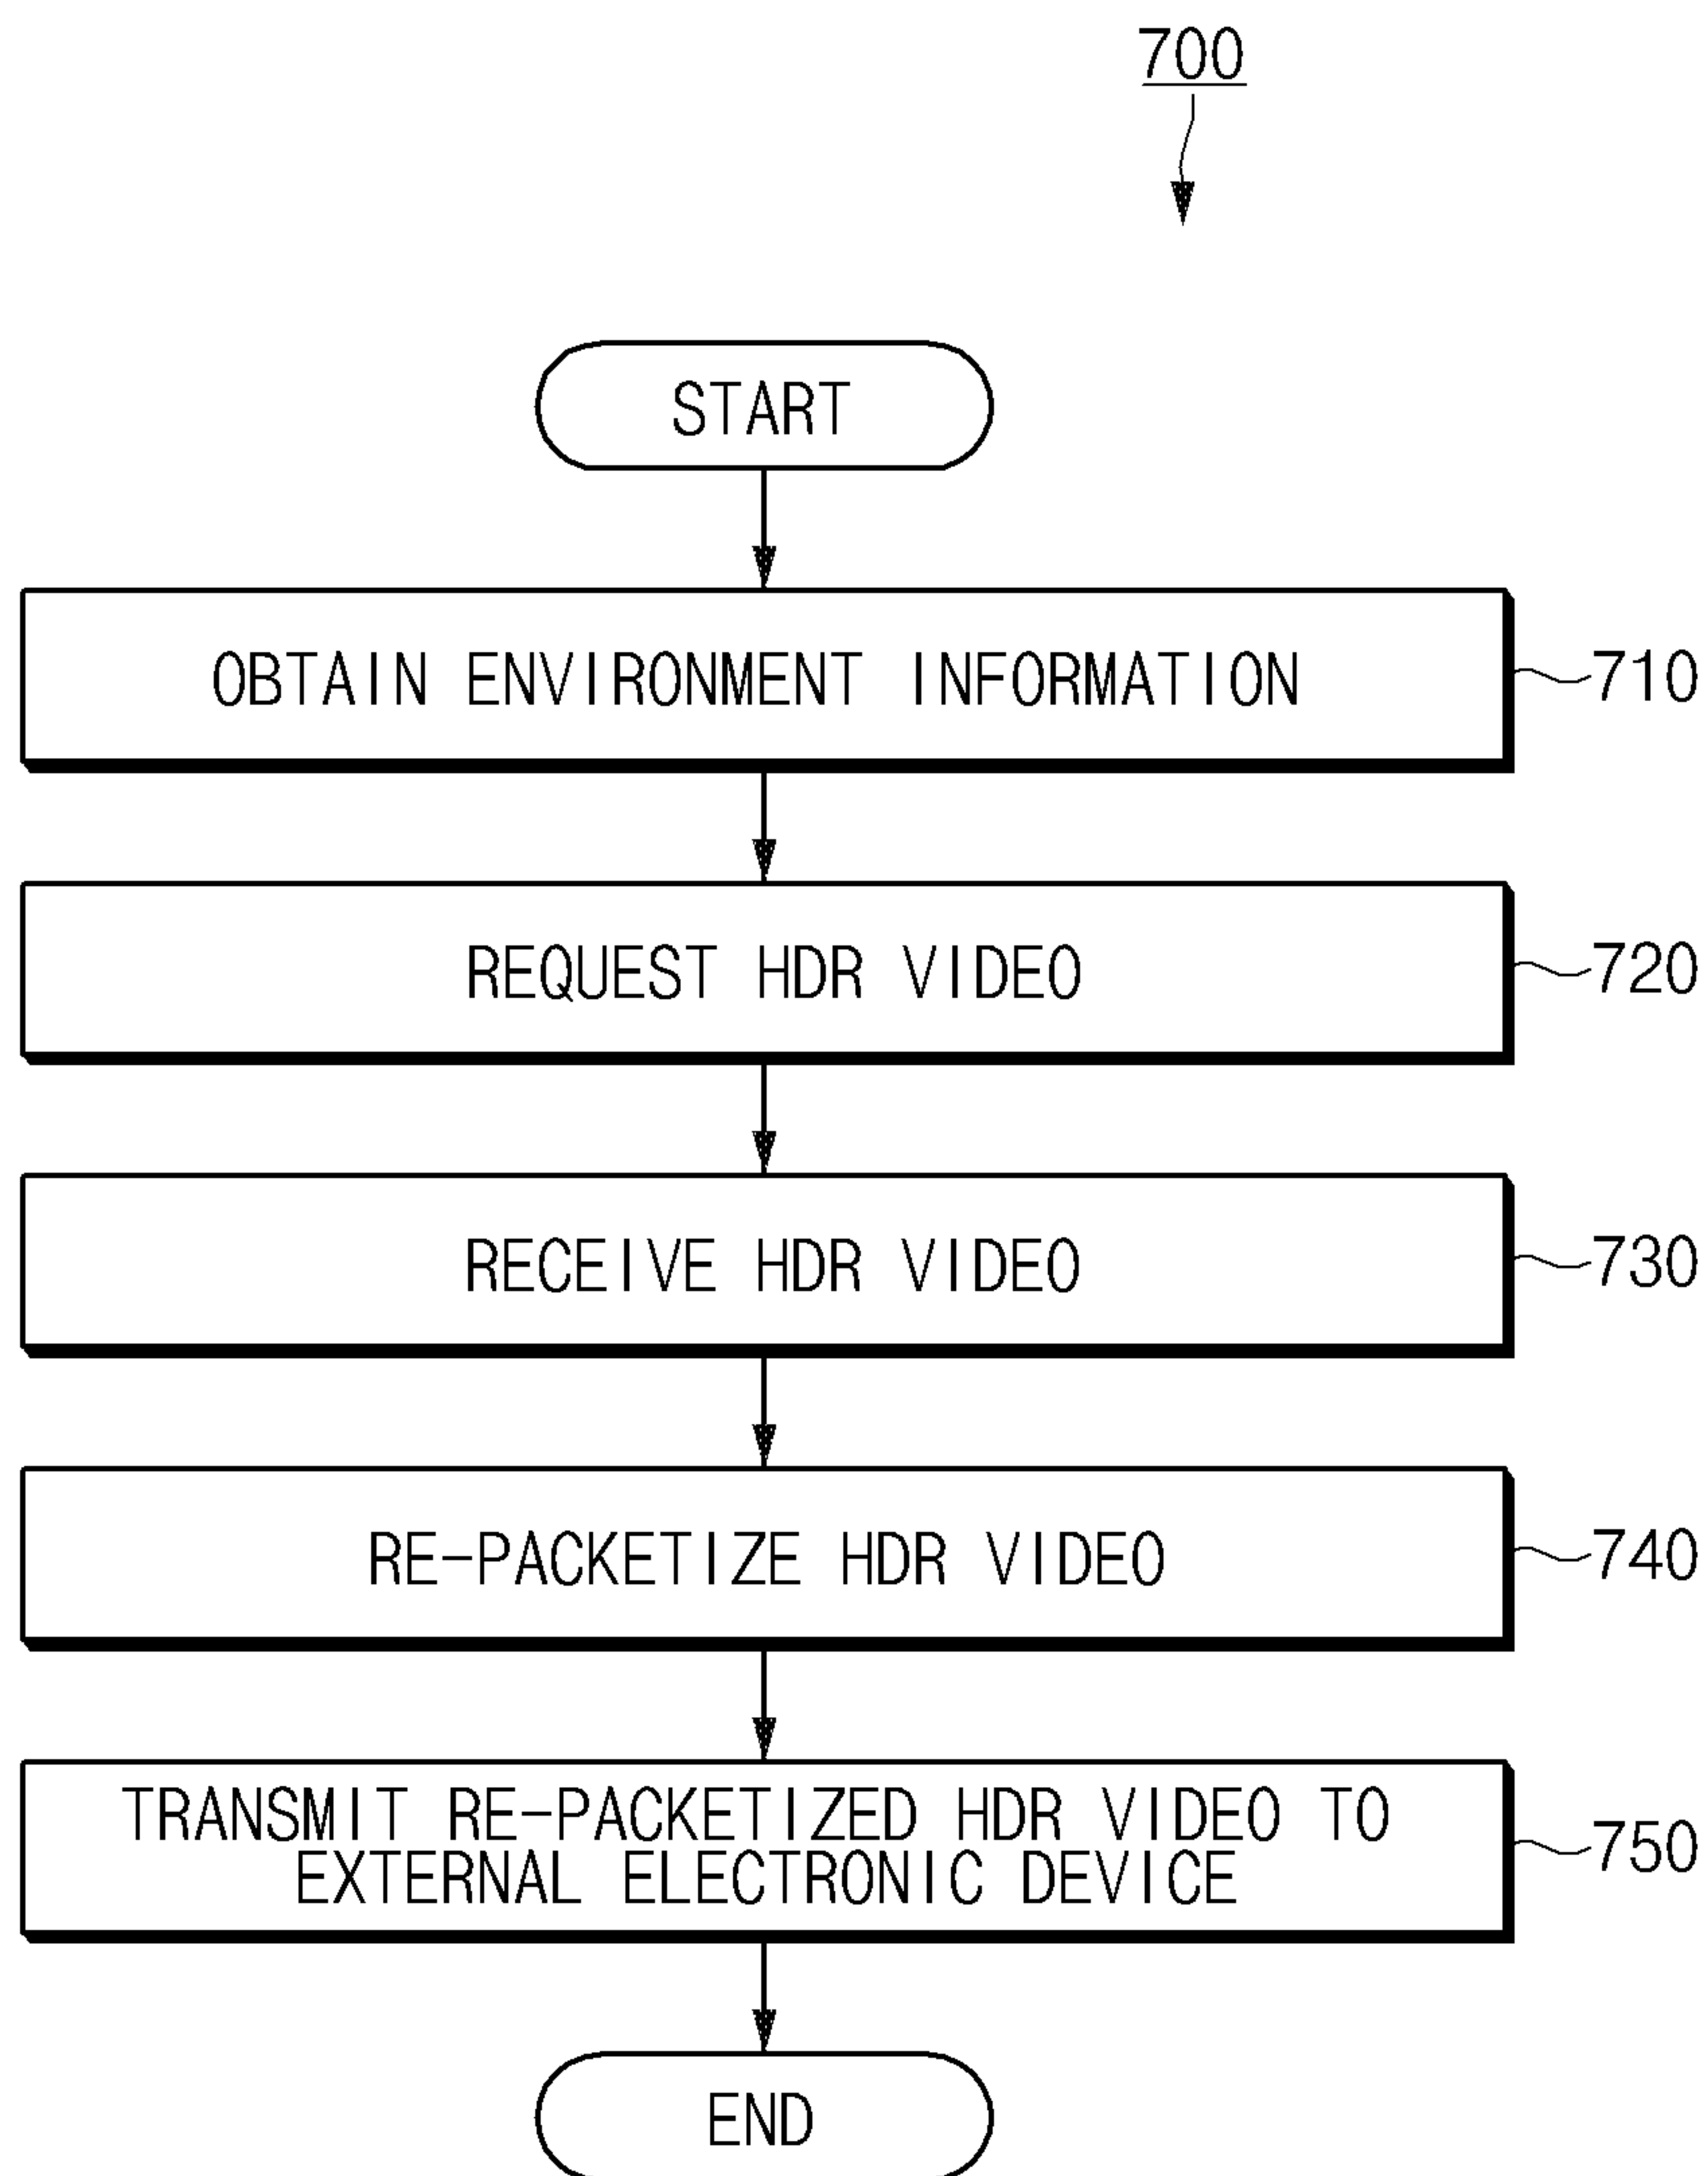 700
START
OBTAIN ENVIRONMENT INFORMATION
710
REQUEST HDR VIDEO
720
RECEIVE HDR VIDEO
730
RE-PACKETIZE HDR VIDEO
740
TRANSMIT RE-PACKETIZED HDR VIDEO TO
EXTERNAL ELECTRONIC DEVICE
750
END